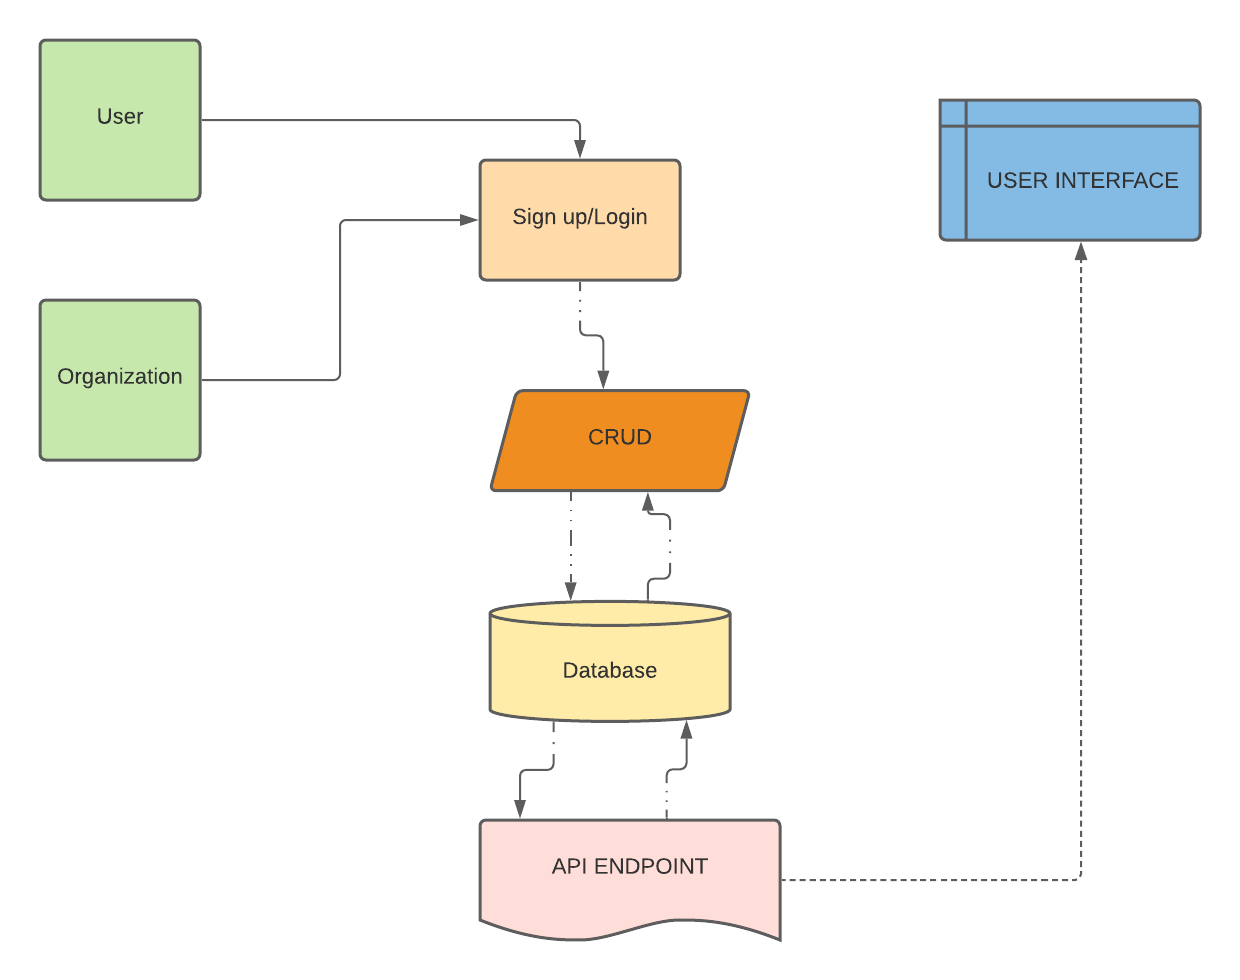 User
Sign up/Login
USER INTERFACE
Organization
CRUD
Database
API ENDPOINT